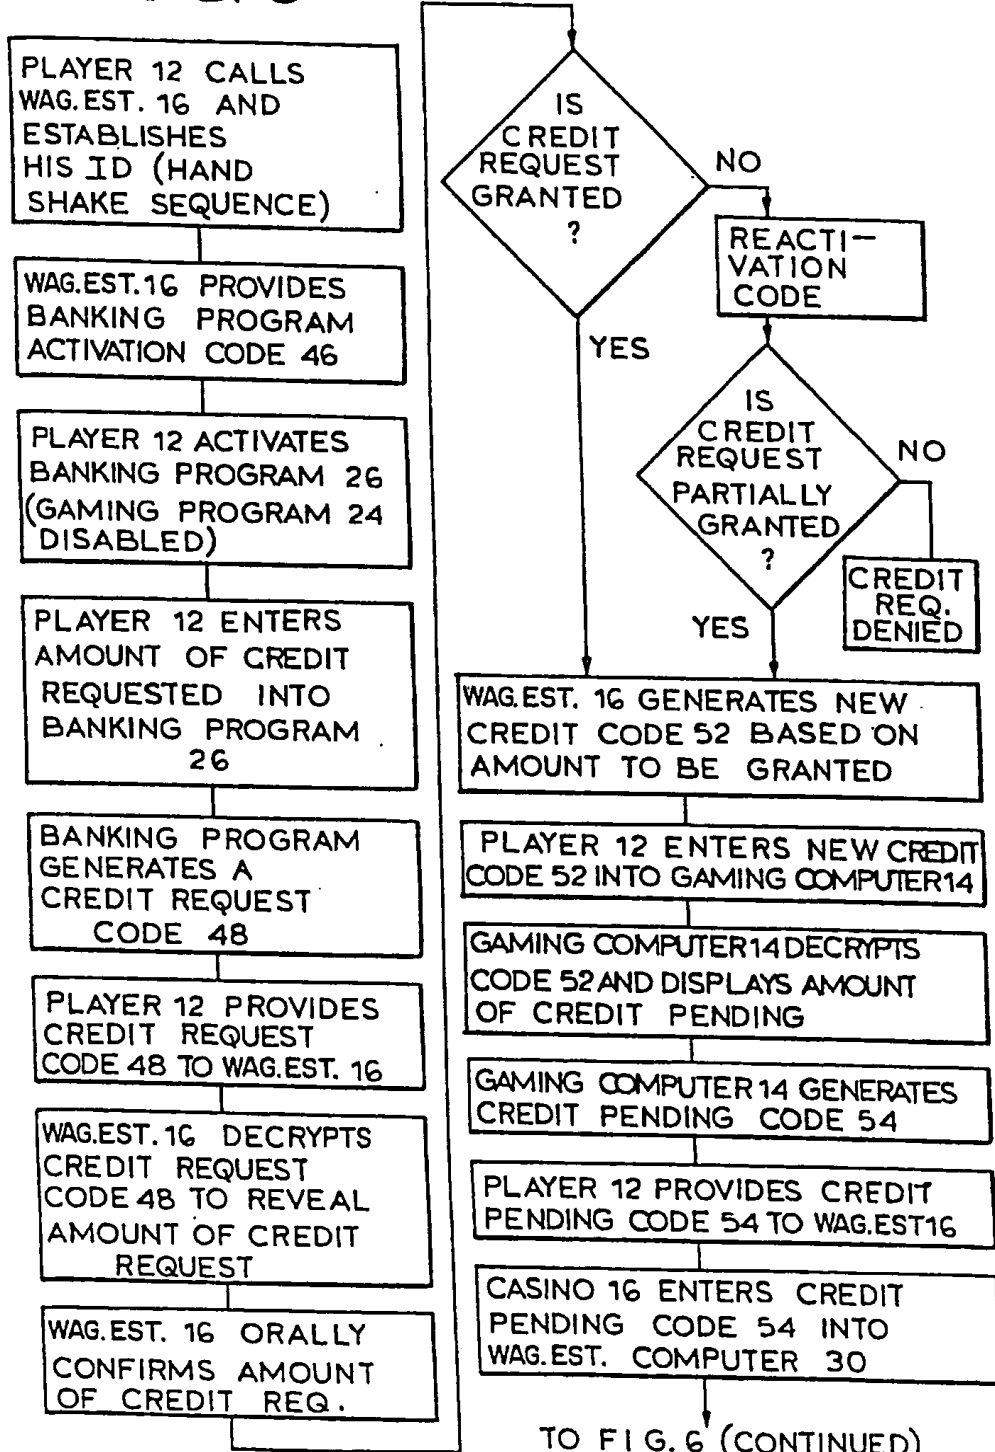 PLAYER 12 CALLS
WAG.EST. 16 AND
ESTABLISHES
HIS ID (HAND
SHAKE SEQUENCE)
WAG.EST.16 PROVIDES
BANKING PROGRAM
ACTIVATION CODE 46
PLAYER 12 ACTIVATES
BANKING PROGRAM 26
(GAMING PROGRAM 24
DISABLED)
PLAYER 12 ENTERS
AMOUNT OF CREDIT
REQUESTED INTO
BANKING PROGRAM
26
BANKING PROGRAM
GENERATES A
CREDIT REQUEST
CODE 48
PLAYER 12 PROVIDES
CREDIT REQUEST
CODE 48 TO WAG.EST. 16
WAG.EST.16 DECRYPTS
CREDIT REQUEST
CODE 48 TO REVEAL
AMOUNT OF CREDIT
REQUEST
WAG.EST. 16 ORALLY
CONFIRMS AMOUNT
OF CREDIT REQ.
IS
CREDIT
REQUEST
GRANTED
?
NO
YES
REACTI-
VATION
CODE
IS
CREDIT
REQUEST
PARTIALLY
GRANTED
?
NO
YES
CREDIT
REQ.
DENIED
WAG.EST. 16 GENERATES NEW
CREDIT CODE 52 BASED ON
AMOUNT TO BE GRANTED
PLAYER 12 ENTERS NEW CREDIT
CODE 52 INTO GAMING COMPUTER 14
GAMING COMPUTER 14 DECRYPTS
CODE 52 AND DISPLAYS AMOUNT
OF CREDIT PENDING
GAMING COMPUTER 14 GENERATES
CREDIT PENDING CODE 54
PLAYER 12 PROVIDES CREDIT
PENDING CODE 54 TO WAG.EST16
CASINO 16 ENTERS CREDIT
PENDING CODE 54 INTO
WAG.EST. COMPUTER 30
TO FIG. 6 (CONTINUED)